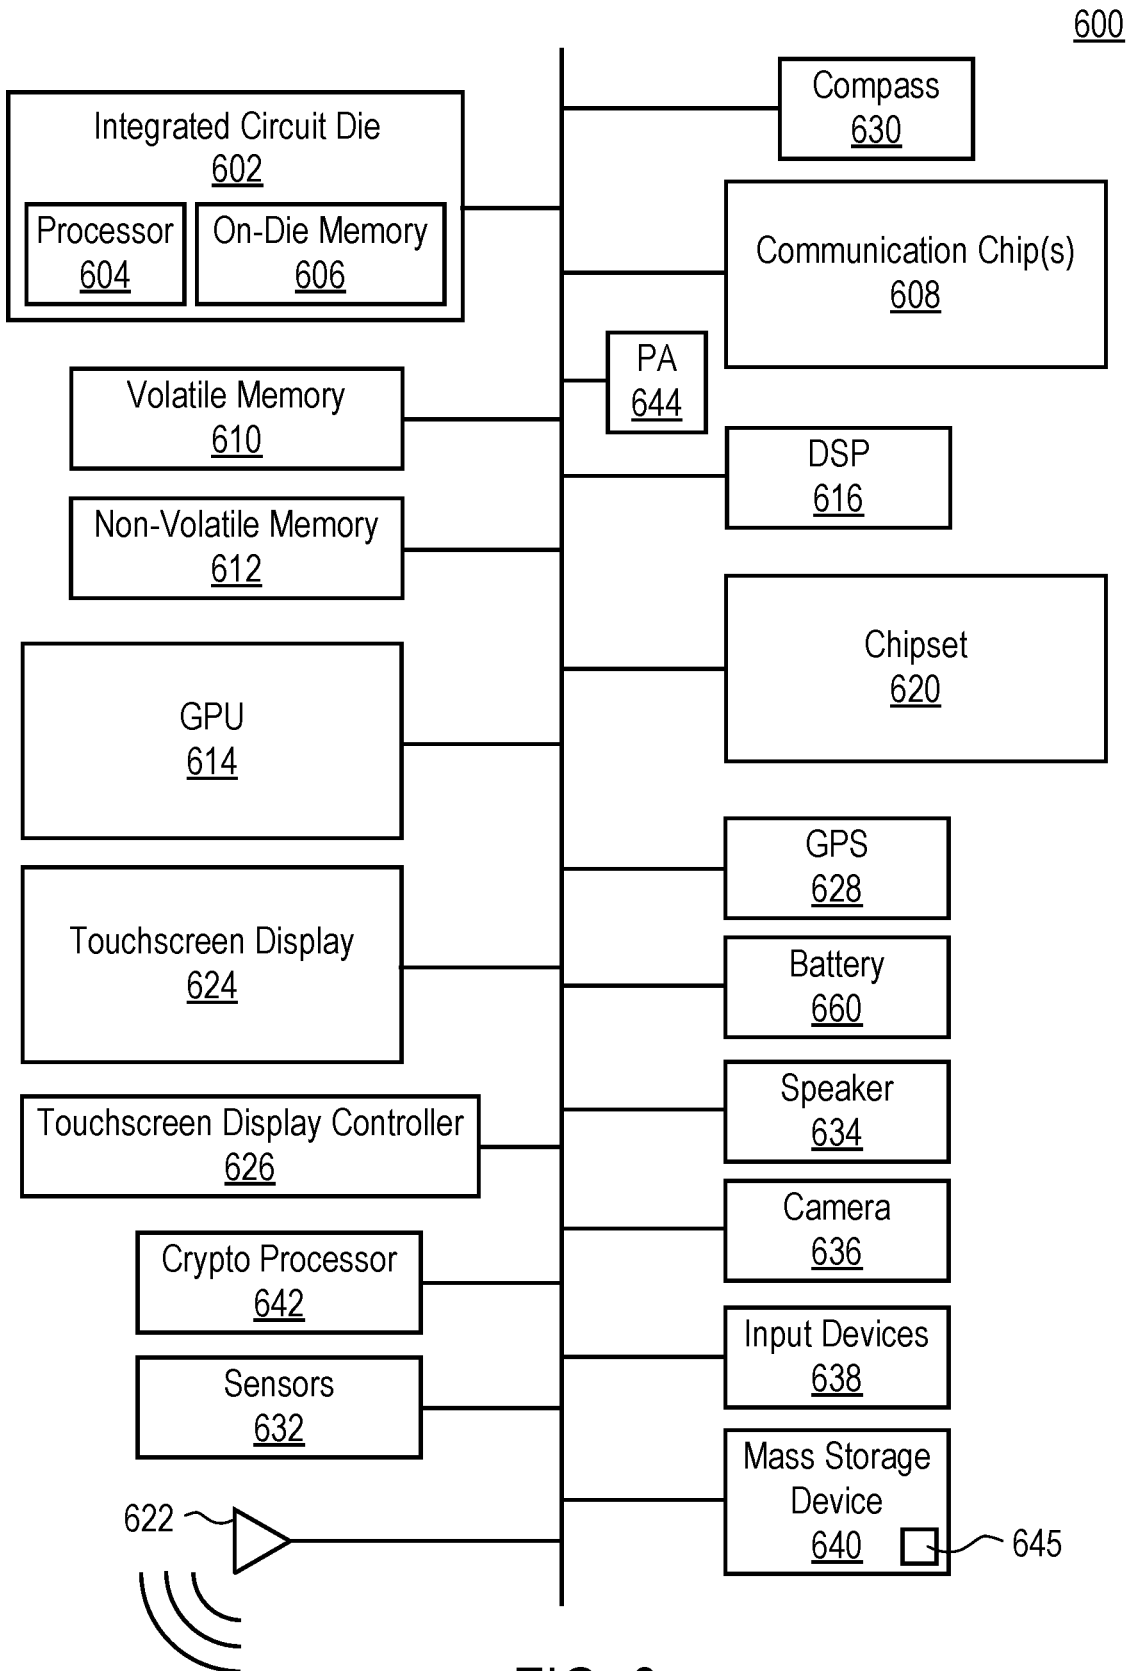 600
Integrated Circuit Die
602
Processor
604
On-Die Memory
606
Volatile Memory
610
Non-Volatile Memory
612
GPU
614
Touchscreen Display
624
Touchscreen Display Controller
626
Crypto Processor
642
Sensors
632
622
Compass
630
Communication Chip(s)
608
PA
644
DSP
616
Chipset
620
GPS
628
Battery
660
Speaker
634
Camera
636
Input Devices
638
Mass Storage
Device
640
645